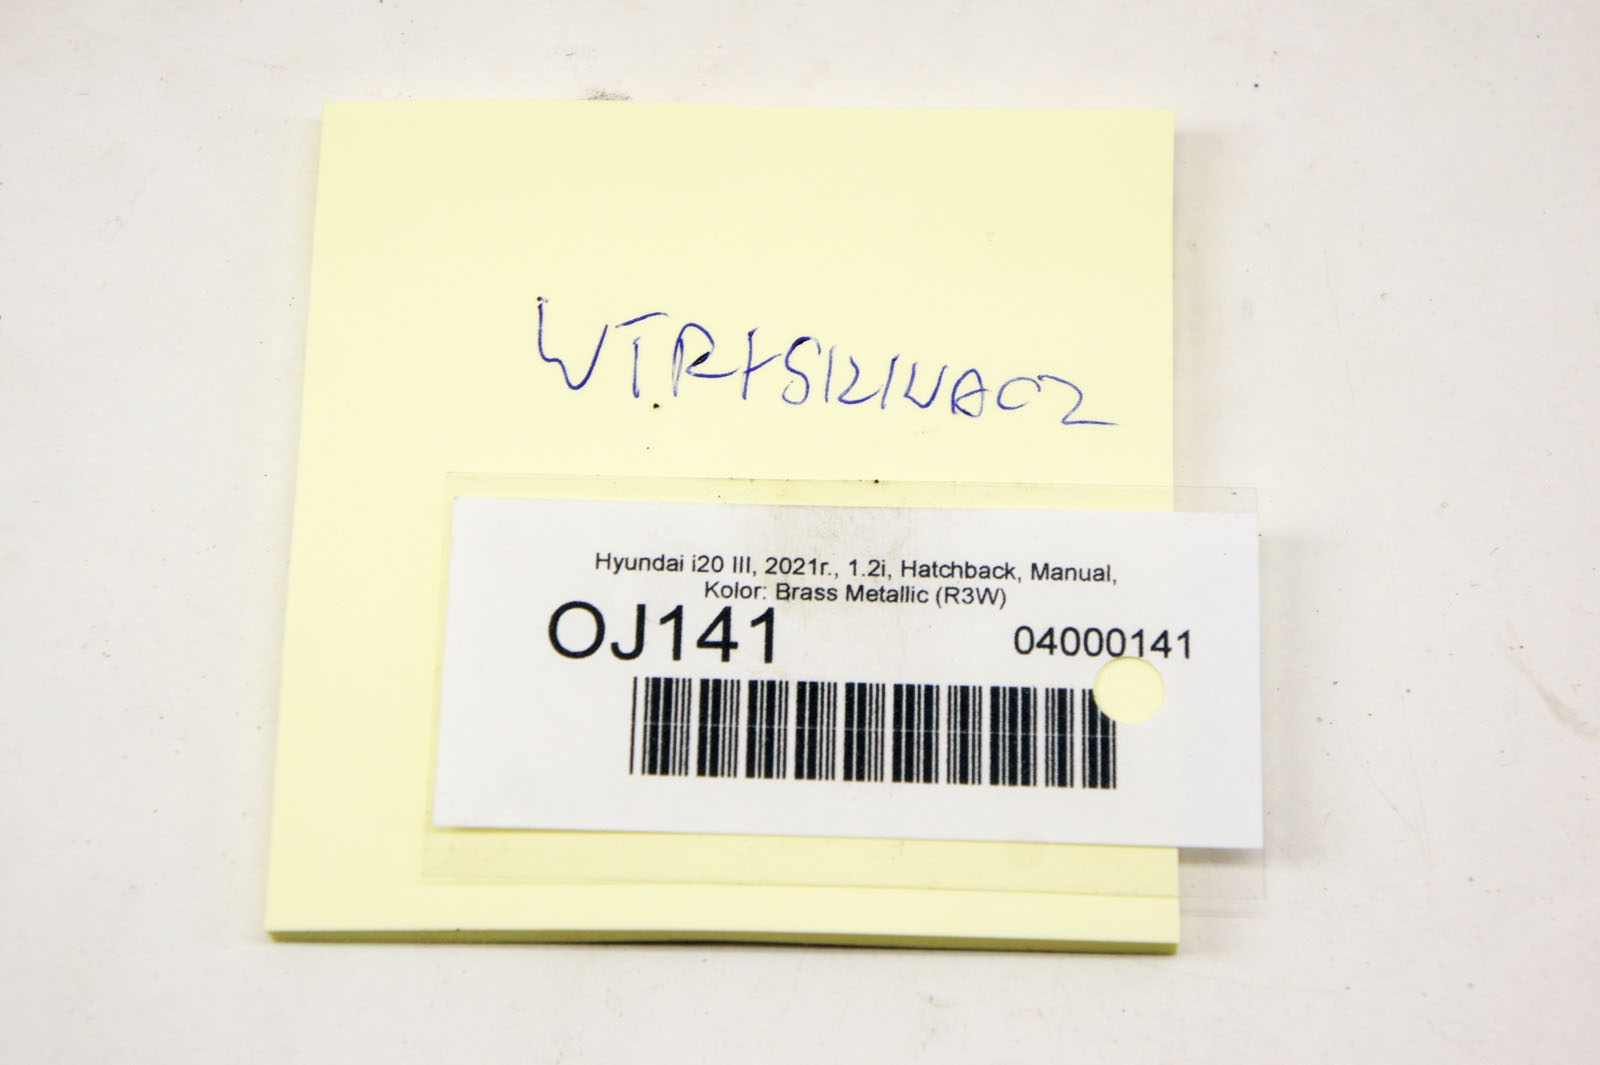 WTRYSKIWACZ
Hyundai i20 III, 2021r., 1.2i, Hatchback, Manual,
Kolor: Brass Metallic (R3W)
OJ141 04000141